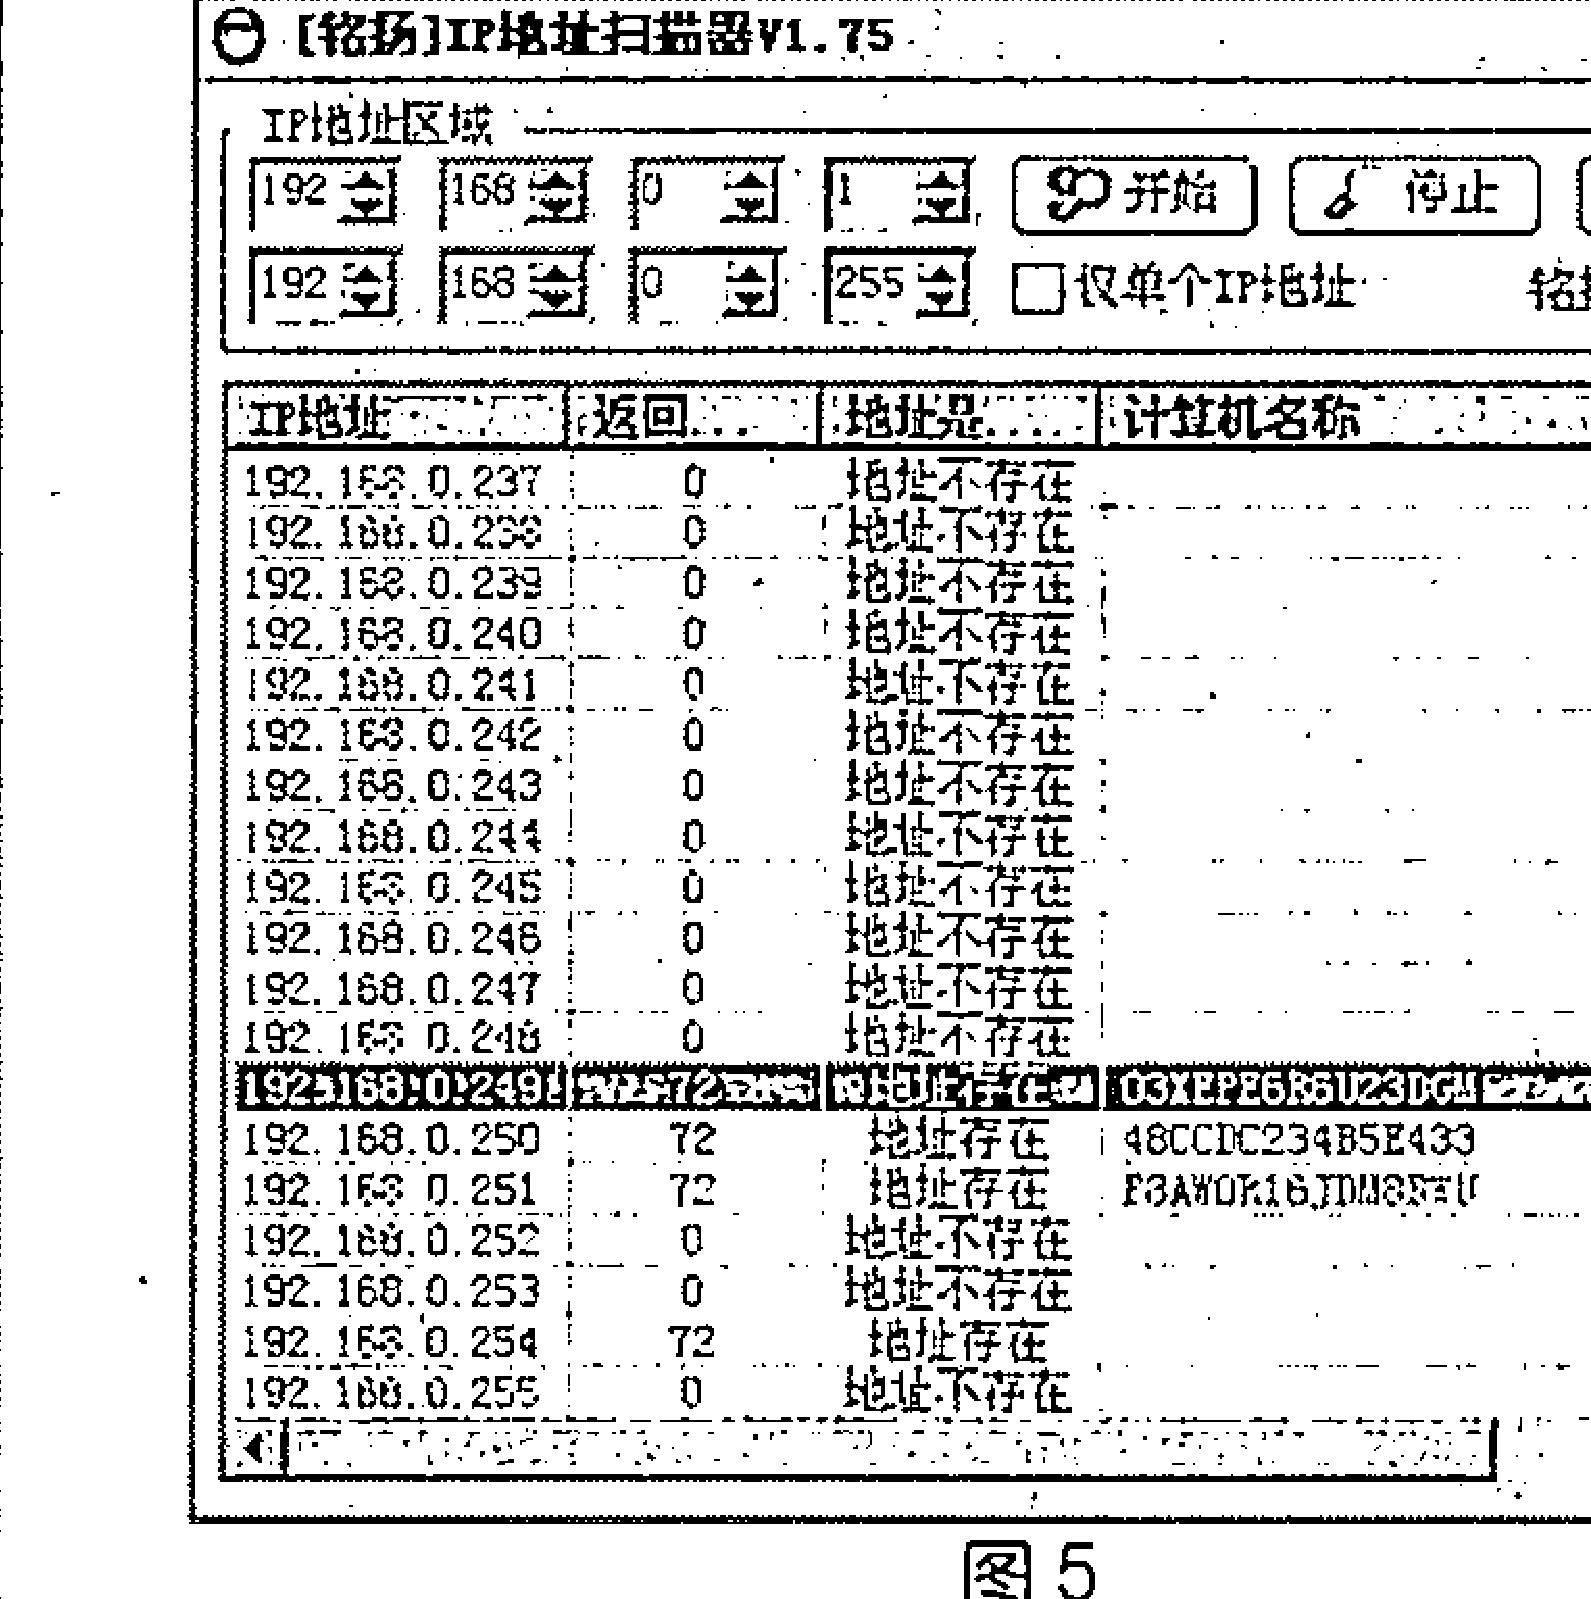 [铭扬]IP地址扫描器V1.75
IP地址区域
192 168 0 1 开始 停止
192 168 0 255 仅单个IP地址 铭
IP地址 返回 地址是 计算机名称
192.168.0.237 0 地址不存在
192.168.0.238 0 地址不存在
192.168.0.239 0 地址不存在
192.168.0.240 0 地址不存在
192.168.0.241 0 地址不存在
192.168.0.242 0 地址不存在
192.168.0.243 0 地址不存在
192.168.0.244 0 地址不存在
192.168.0.245 0 地址不存在
192.168.0.246 0 地址不存在
192.168.0.247 0 地址不存在
192.168.0.248 0 地址不存在
192.168.0.249 72 地址存在
192.168.0.250 72 地址存在 48CCDC234B5E433
192.168.0.251 72 地址存在
192.168.0.252 0 地址不存在
192.168.0.253 0 地址不存在
192.168.0.254 72 地址存在
192.168.0.255 0 地址不存在
图 5